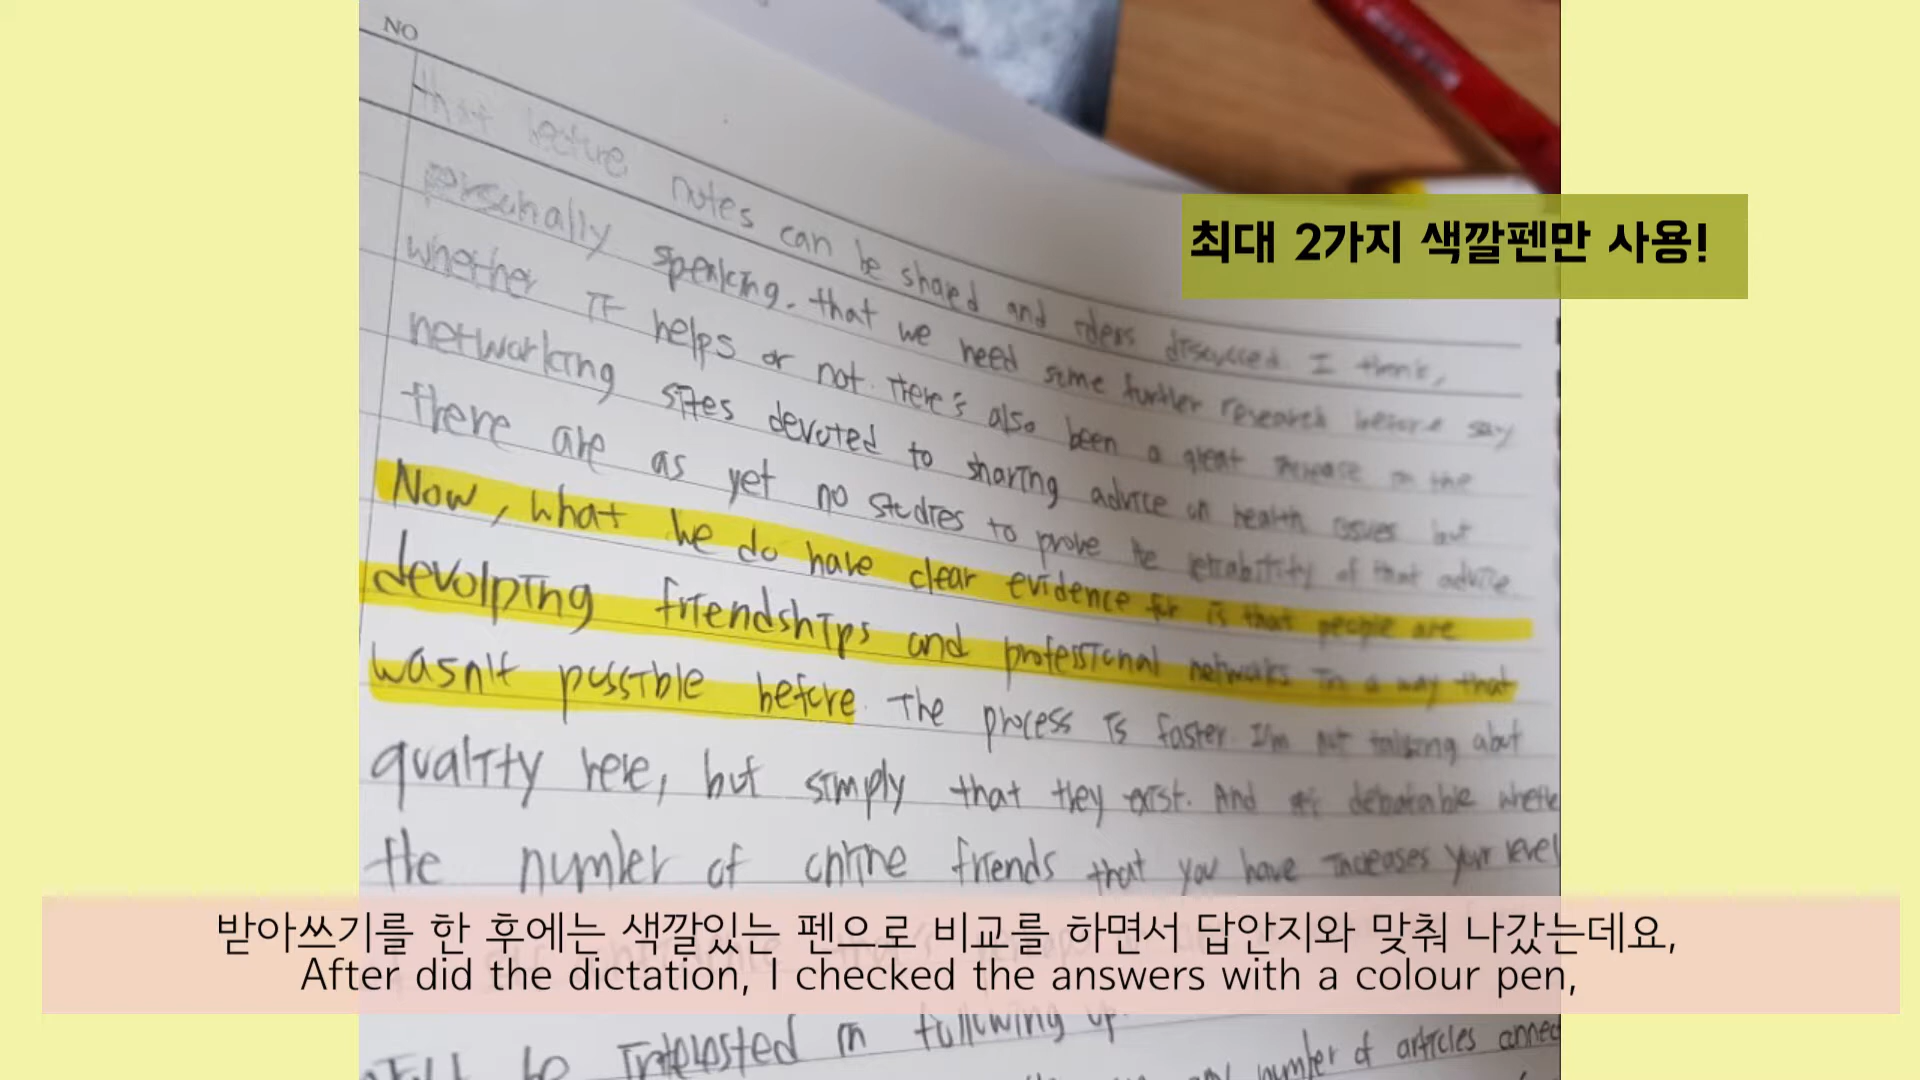 NO
that before notes can be shared and ideas discussed. I think,
personally speaking. that we need some further research before say
whether IT helps or not. there's also been a great increase in the
networking sites devoted to sharing advice on health issues but
there are as yet no studies to prove the reliability of that advice
Now, what we do have clear evidence for is that people are
devolping friendships and professional networks in a way that
wasn't possible before. The process is faster I'm not talking about
quality here, but simply that they exist. And debatable
the number of online friends that you have increases your level
최대 2가지 색깔펜만 사용!
받아쓰기를 한 후에는 색깔있는 펜으로 비교를 하면서 답안지와 맞춰 나갔는데요,
After did the dictation, I checked the answers with a colour pen,
be interested in following up.
number of articles